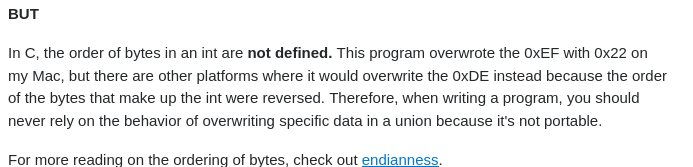 BUT
In C, the order of bytes in an int are not defined. This program overwrote the 0xEF with 0x22 on
my Mac, but there are other platforms where it would overwrite the 0xDE instead because the order
of the bytes that make up the int were reversed. Therefore, when writing a program, you should
never rely on the behavior of overwriting specific data in a union because it's not portable.
For more reading on the ordering of bytes, check out endianness.